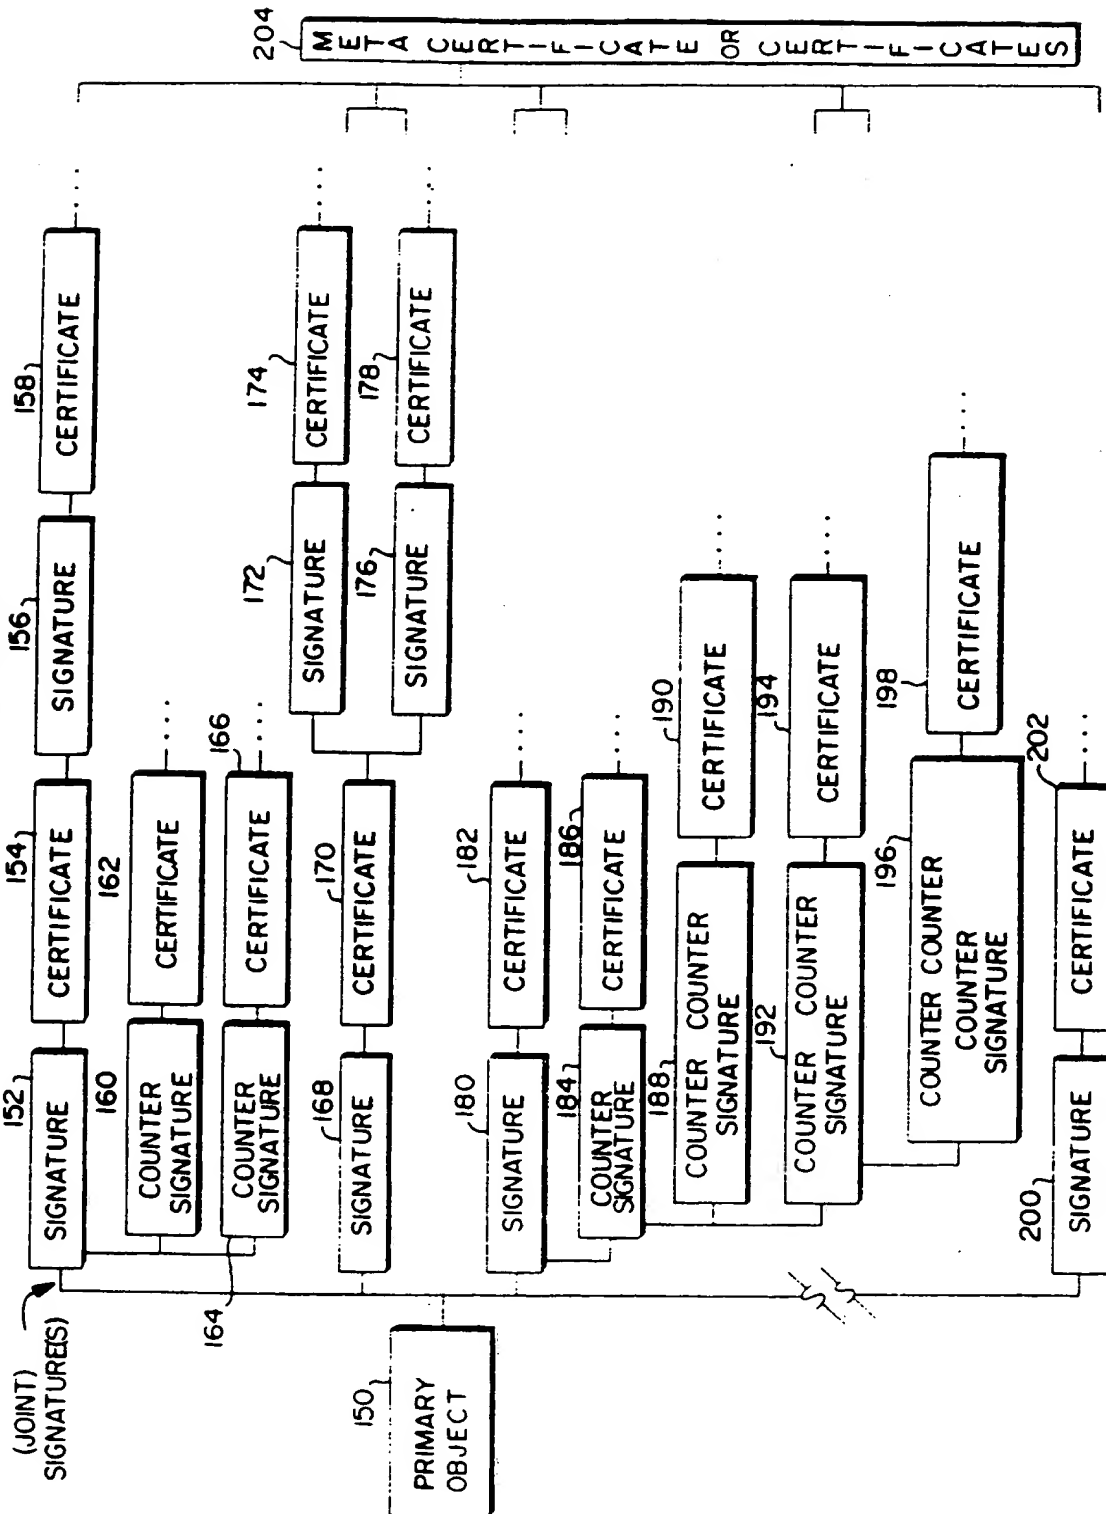 (JOINT)
SIGNATURE(S)
150
PRIMARY
OBJECT
152
SIGNATURE
154
CERTIFICATE
156
SIGNATURE
158
CERTIFICATE
....
160
COUNTER
SIGNATURE
162
CERTIFICATE
....
164
COUNTER
SIGNATURE
166
CERTIFICATE
....
168
SIGNATURE
170
CERTIFICATE
172
SIGNATURE
174
CERTIFICATE
....
176
SIGNATURE
178
CERTIFICATE
....
180
SIGNATURE
182
CERTIFICATE
....
184
COUNTER
SIGNATURE
186
CERTIFICATE
....
188
COUNTER COUNTER
SIGNATURE
190
CERTIFICATE
....
192
COUNTER COUNTER
SIGNATURE
194
CERTIFICATE
....
196
COUNTER COUNTER
COUNTER
SIGNATURE
198
CERTIFICATE
....
200
SIGNATURE
202
CERTIFICATE
....
204
META CERTIFICATE OR CERTIFICATES